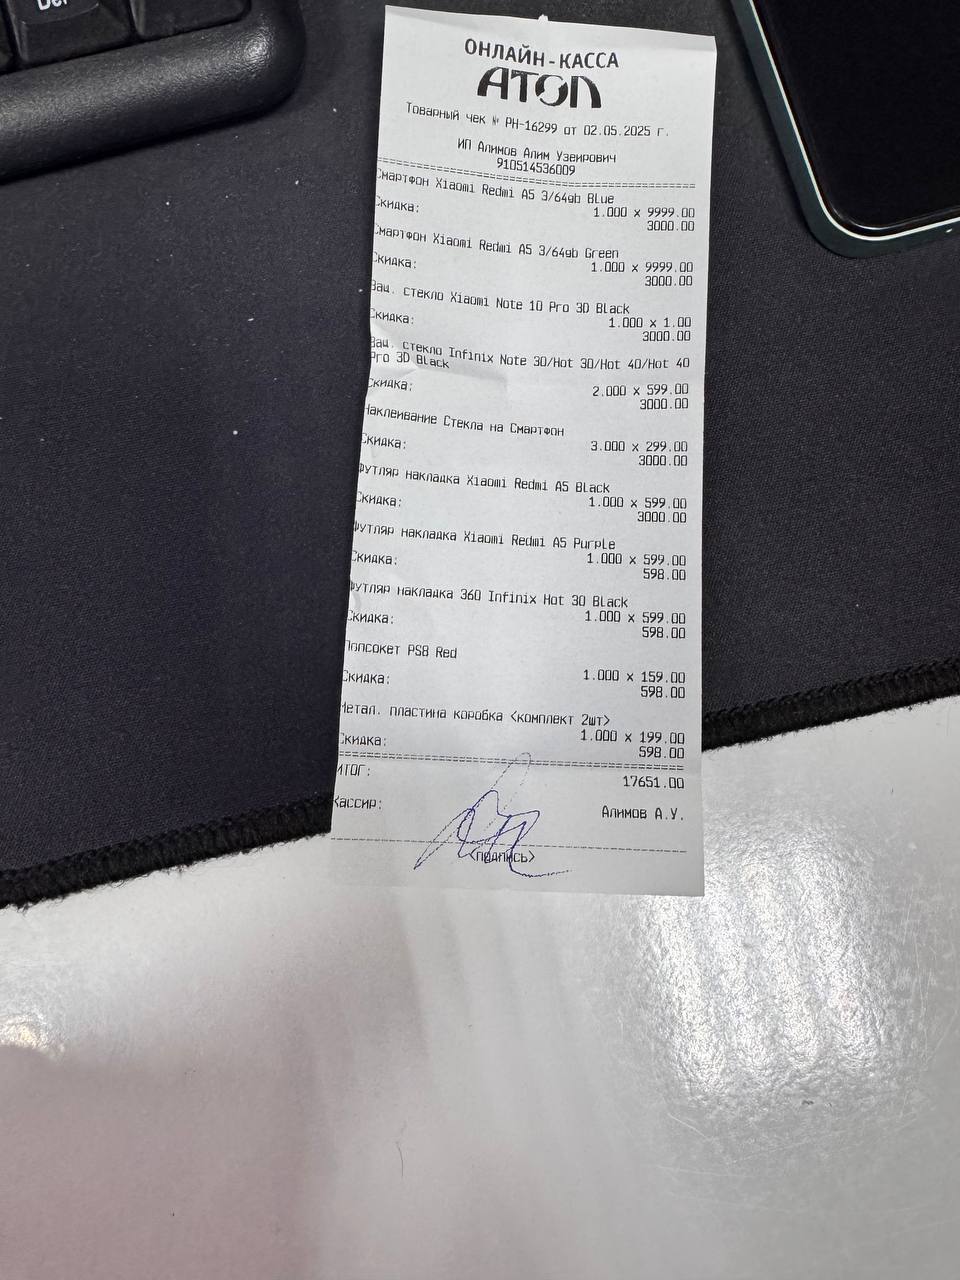 Del
ОНЛАЙН-КАССА
АТОЛ
Товарный чек № РН-16299 от 02.05.2025 г.
ИП Алимов Алим Узеирович
910514536009
Смартфон Xiaomi Redmi A5 3/64gb Blue
1.000 x 9999.00
Скидка: 3000.00
Смартфон Xiaomi Redmi A5 3/64gb Green
1.000 x 9999.00
Скидка: 3000.00
Защ. стекло Xiaomi Note 10 Pro 3D Black
1.000 x 1.00
Скидка: 3000.00
Защ. стекло Infinix Note 30/Hot 30/Hot 40/Hot 40
Pro 3D Black
2.000 x 599.00
Скидка: 3000.00
Наклеивание Стекла на Смартфон
3.000 x 299.00
Скидка: 3000.00
Футляр накладка Xiaomi Redmi A5 Black
1.000 x 599.00
Скидка: 3000.00
Футляр накладка Xiaomi Redmi A5 Purple
1.000 x 599.00
Скидка: 598.00
Футляр накладка 360 Infinix Hot 30 Black
1.000 x 599.00
Скидка: 598.00
Попсокет PS8 Red
1.000 x 159.00
Скидка: 598.00
Метал. пластина коробка <комплект 2шт>
1.000 x 199.00
Скидка: 598.00
ИТОГ: 17651.00
Кассир: Алимов А.У.
<подпись>